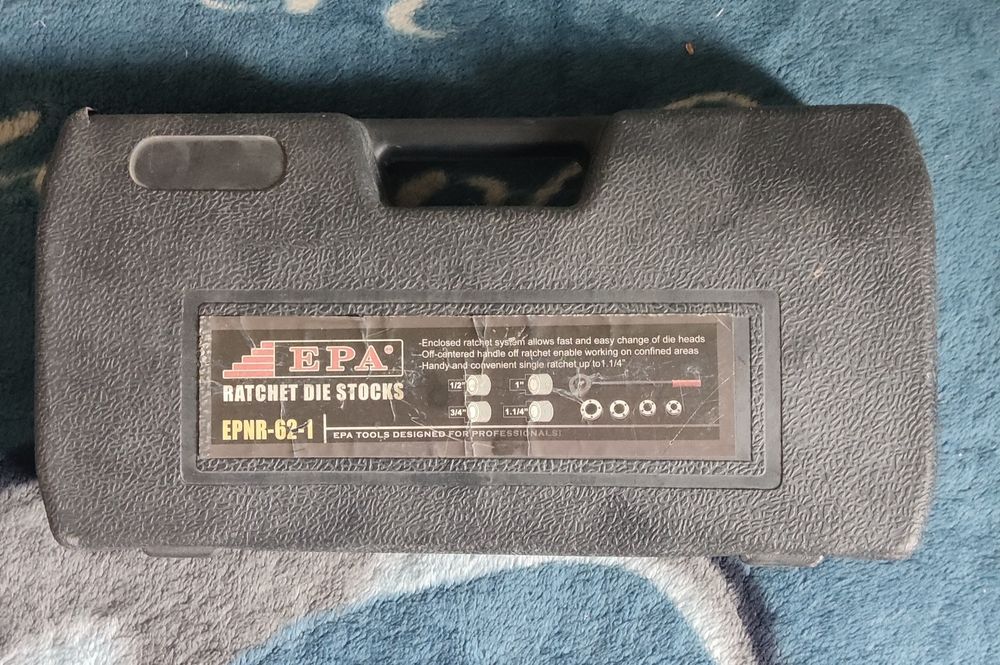 EPA®
RATCHET DIE STOCKS
EPNR-62-1
EPA TOOLS DESIGNED FOR PROFESSIONALS!
-Enclosed ratchet system allows fast and easy change of die heads
-Off-centered handle off ratchet enable working on confined areas
-Handy and convenient single ratchet up to1.1/4"
1/2"
1"
3/4"
1.1/4"